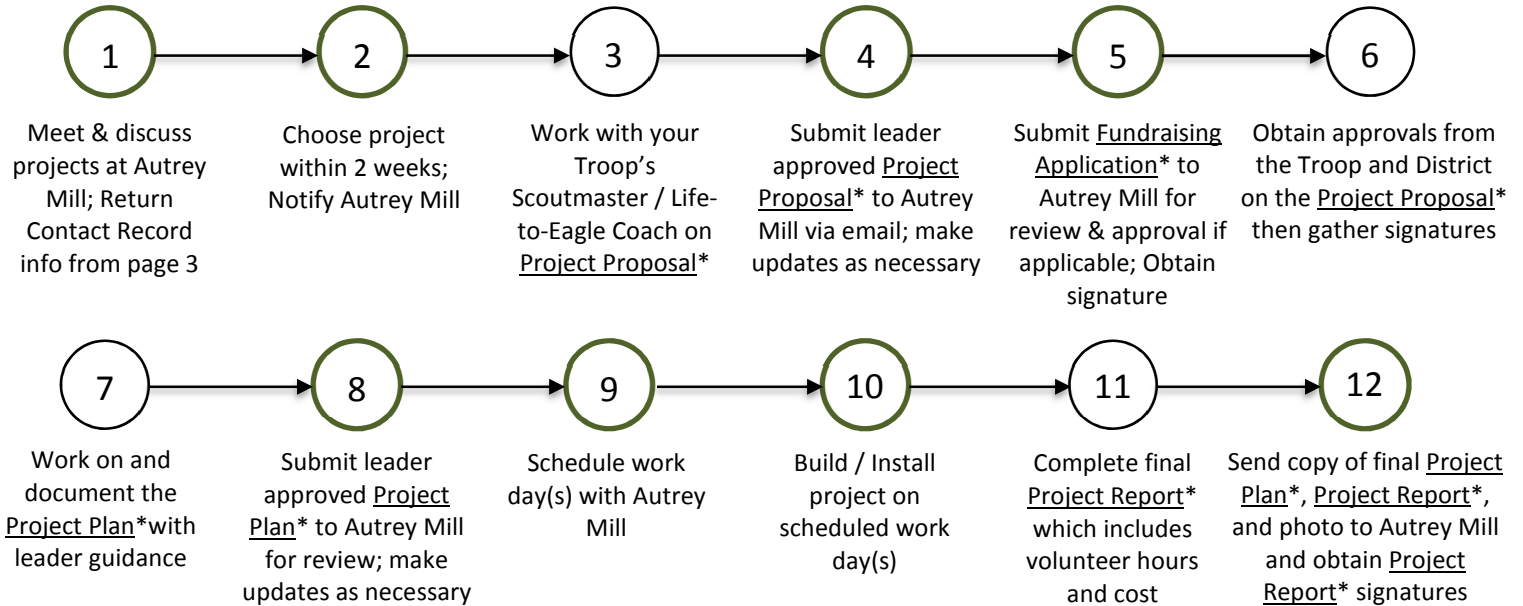 1
2
3
4
5
6
Meet & discuss
projects at Autrey
Mill; Return
Contact Record
info from page 3
Choose project
within 2 weeks;
Notify Autrey Mill
Work with your
Troop's
Scoutmaster / Life-
to-Eagle Coach on
Project Proposal*
Submit leader
approved Project
Proposal* to Autrey
Mill via email; make
updates as necessary
Submit Fundraising
Application* to
Autrey Mill for
review & approval if
applicable; Obtain
signature
Obtain approvals from
the Troop and District
on the Project Proposal*
then gather signatures
7
8
9
10
11
12
Work on and
document the
Project Plan*with
leader guidance
Submit leader
approved Project
Plan* to Autrey Mill
for review; make
updates as necessary
Schedule work
day(s) with Autrey
Mill
Build / Install
project on
scheduled work
day(s)
Complete final
Project Report*
which includes
volunteer hours
and cost
Send copy of final Project
Plan*, Project Report*,
and photo to Autrey Mill
and obtain Project
Report* signatures